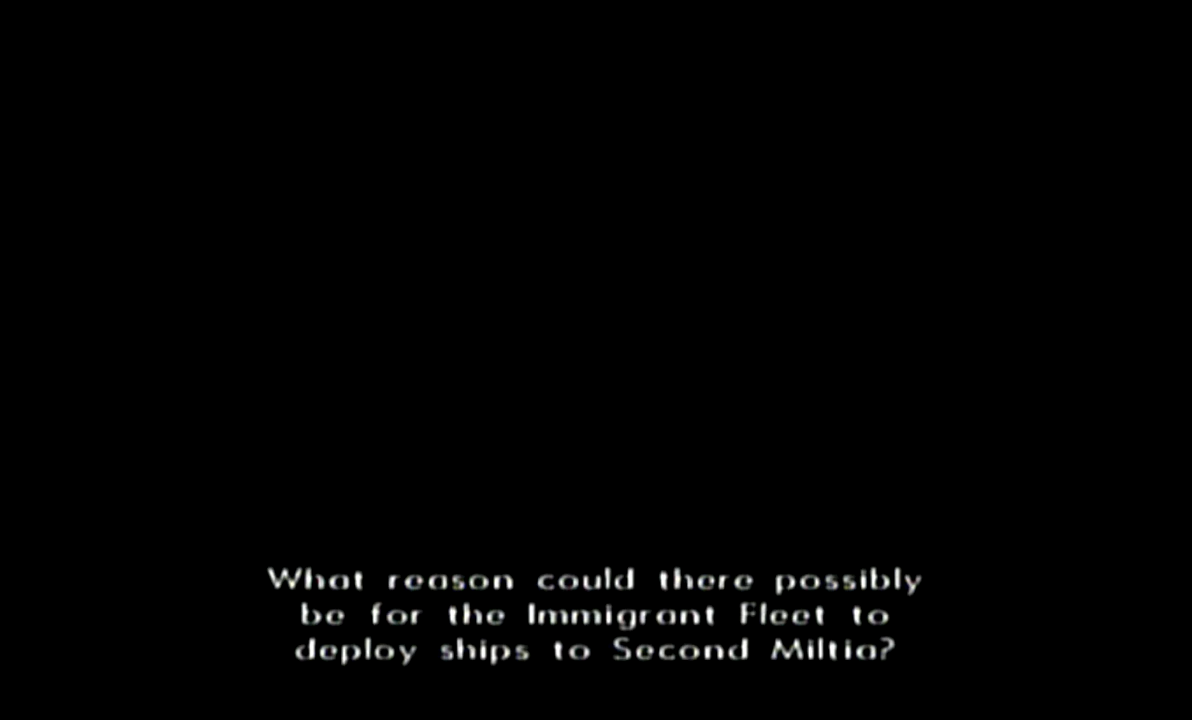 What reason could there possibly
be for the Immigrant Fleet to
deploy ships to Second Miltia?